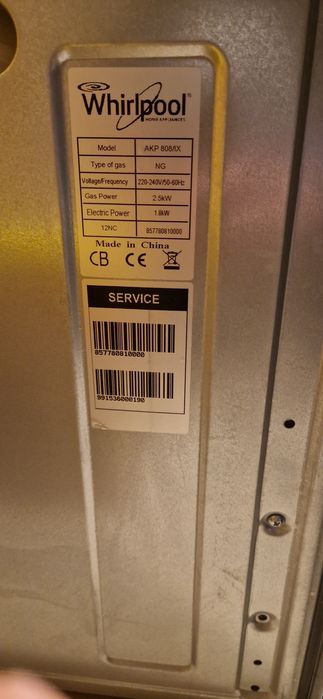 Whirlpool®
HOME APPLIANCES
Model AKP 808/IX
Type of gas NG
Voltage/Frequency 220-240V/50-60Hz
Gas Power 2.5kW
Electric Power 1.8kW
12NC 857780810000
Made in China
CB CE
SERVICE
857780810000
991536000190